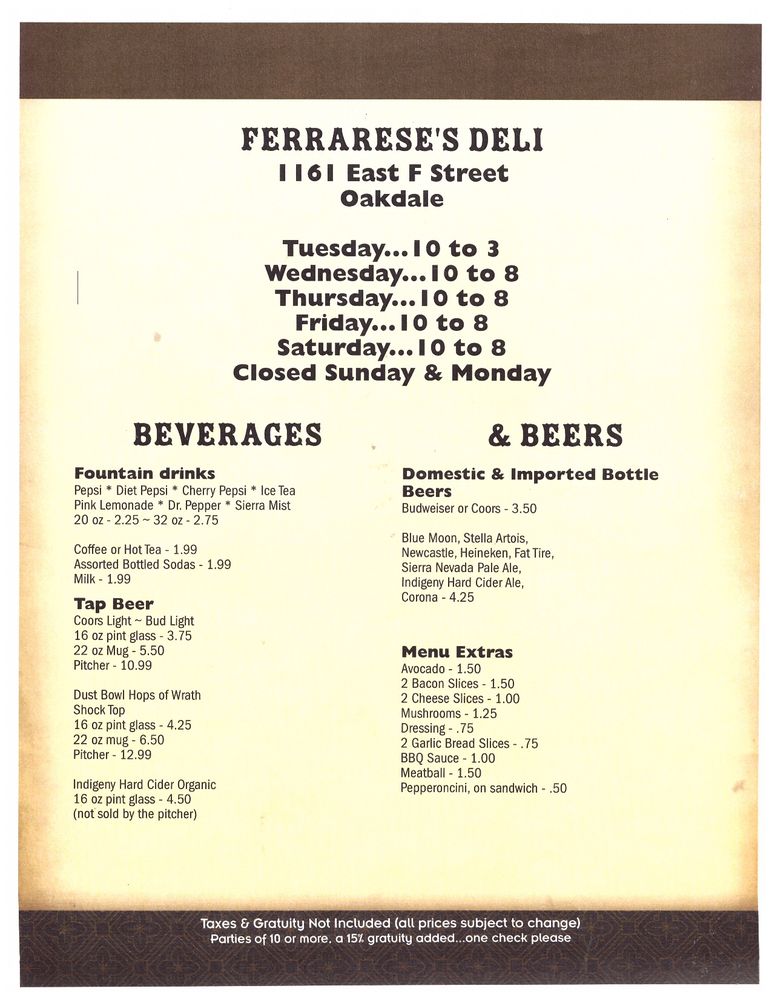 FERRARESE'S DELI
1161 East F Street
Oakdale
Tuesday...10 to 3
Wednesday...10 to 8
Thursday...10 to 8
Friday...10 to 8
Saturday...10 to 8
Closed Sunday & Monday
BEVERAGES
Fountain drinks
Pepsi * Diet Pepsi * Cherry Pepsi * Ice Tea
Pink Lemonade * Dr. Pepper * Sierra Mist
20 oz - 2.25 ~ 32 oz - 2.75
Coffee or Hot Tea - 1.99
Assorted Bottled Sodas - 1.99
Milk - 1.99
Tap Beer
Coors Light ~ Bud Light
16 oz pint glass - 3.75
22 oz Mug - 5.50
Pitcher - 10.99
Dust Bowl Hops of Wrath
Shock Top
16 oz pint glass - 4.25
22 oz mug - 6.50
Pitcher - 12.99
Indigeny Hard Cider Organic
16 oz pint glass - 4.50
(not sold by the pitcher)
& BEERS
Domestic & Imported Bottle
Beers
Budweiser or Coors - 3.50
Blue Moon, Stella Artois,
Newcastle, Heineken, Fat Tire,
Sierra Nevada Pale Ale,
Indigeny Hard Cider Ale,
Corona - 4.25
Menu Extras
Avocado - 1.50
2 Bacon Slices - 1.50
2 Cheese Slices - 1.00
Mushrooms - 1.25
Dressing - .75
2 Garlic Bread Slices - .75
BBQ Sauce - 1.00
Meatball - 1.50
Pepperoncini, on sandwich - .50
Taxes & Gratuity Not Included (all prices subject to change)
Parties of 10 or more, a 15% gratuity added...one check please